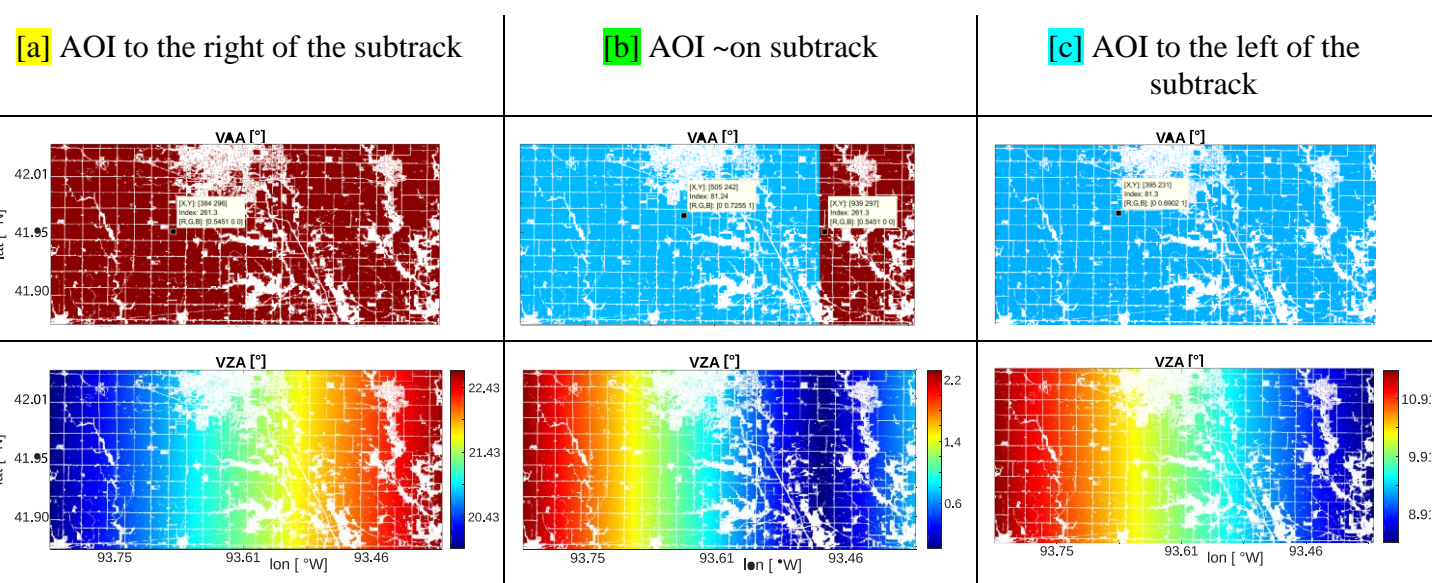 [a] AOI to the right of the subtrack
[b] AOI ~on subtrack
[c] AOI to the left of the
subtrack
VAA [°]
VAA [°]
VAA [°]
42.01
41.95
41.90
[X,Y]: [384 296]
Index: 261.3
[R,G,B]: [0.5451 0 0]
[X,Y]: [505 242]
Index: 81.24
[R,G,B]: [0 0.7255 1]
[X,Y]: [939 297]
Index: 261.3
[R,G,B]: [0.5451 0 0]
[X,Y]: [395 231]
Index: 81.3
[R,G,B]: [0 0.6902 1]
VZA [°]
VZA [°]
VZA [°]
42.01
41.95
41.90
22.43
21.43
20.43
2.2
1.4
0.6
10.91
9.91
8.91
93.75 93.61 93.46
lon [ °W]
93.75 93.61 93.46
lon [ °W]
93.75 93.61 93.46
lon [ °W]